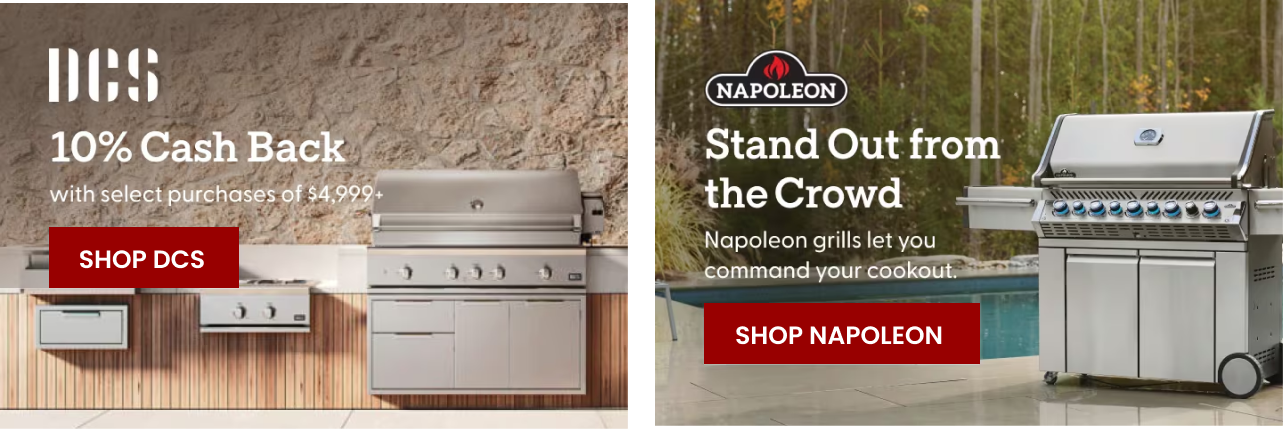 DCS
10% Cash Back
with select purchases of $4,999+
SHOP DCS
NAPOLEON
Stand Out from
the Crowd
Napoleon grills let you
command your cookout.
SHOP NAPOLEON